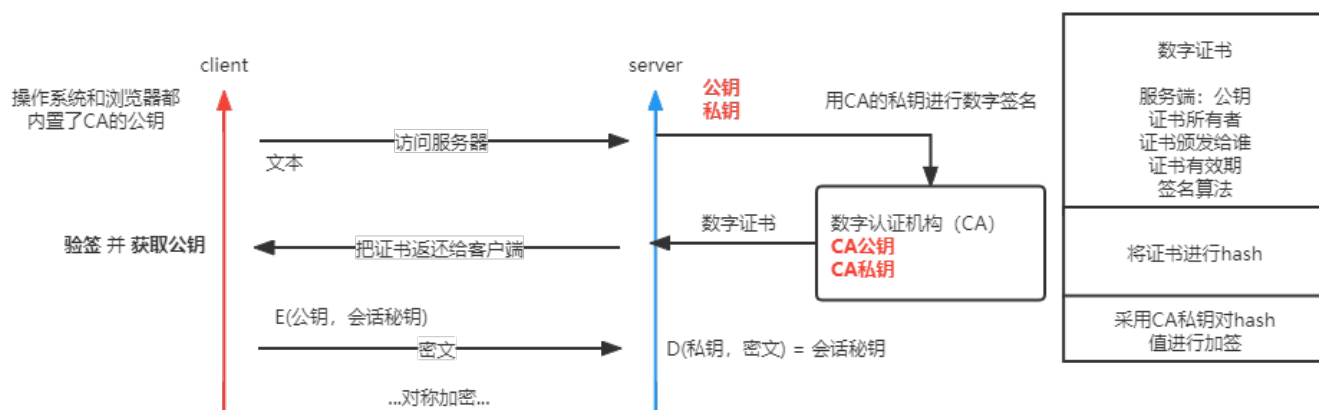 client
操作系统和浏览器都
内置了CA的公钥
访问服务器
文本
验签 并 获取公钥
把证书返还给客户端
E(公钥，会话秘钥)
密文
...对称加密...
server
公钥
私钥
用CA的私钥进行数字签名
数字证书
数字认证机构（CA）
CA公钥
CA私钥
D(私钥，密文) = 会话秘钥
数字证书
服务端：公钥
证书所有者
证书颁发给谁
证书有效期
签名算法
将证书进行hash
采用CA私钥对hash
值进行加签